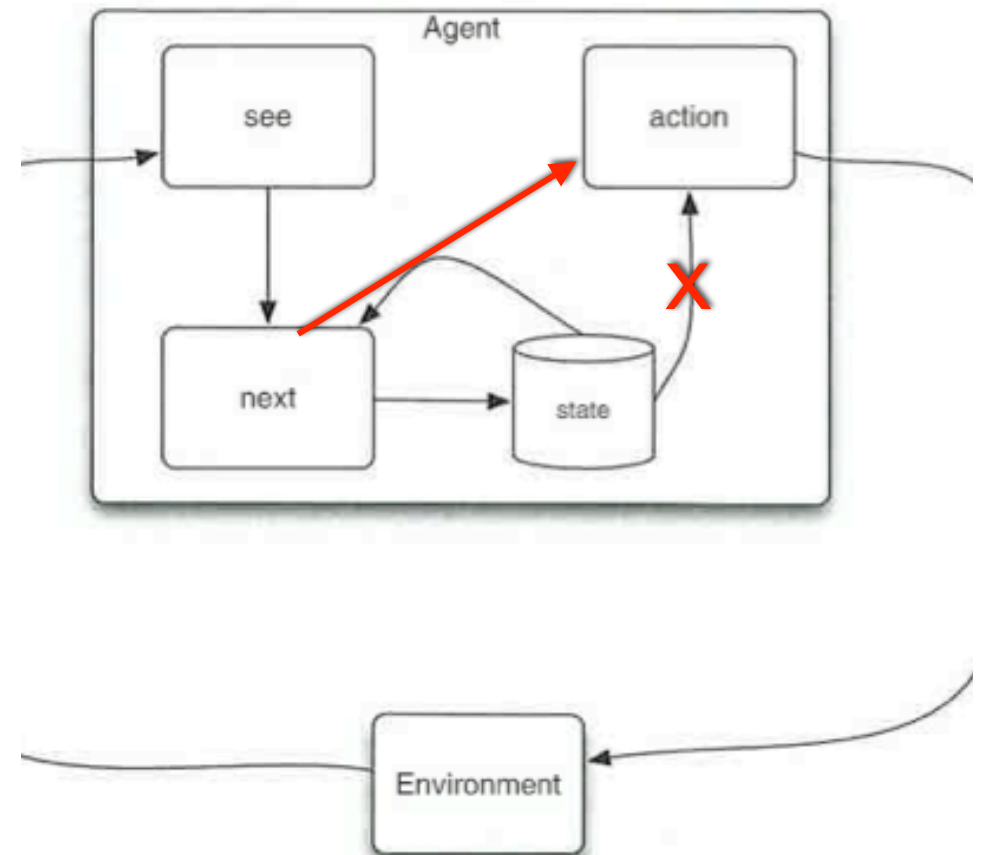 Agent
see
action
X
next
state
Environment